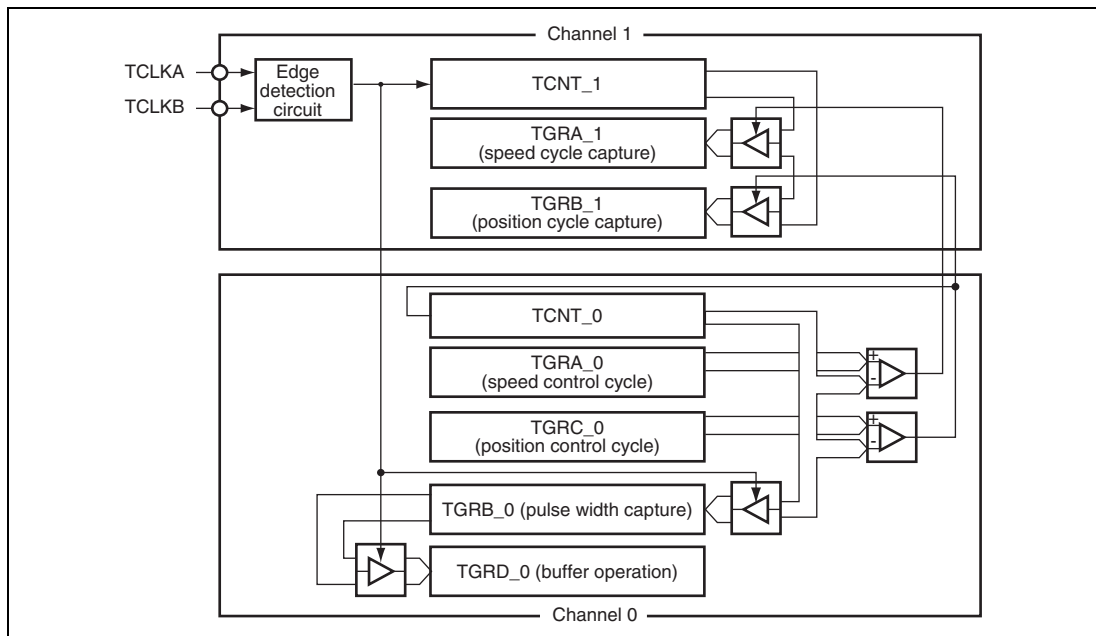 Channel 1
TCLKA
TCLKB
Edge
detection
circuit
TCNT_1
TGRA_1
(speed cycle capture)
TGRB_1
(position cycle capture)
TCNT_0
TGRA_0
(speed control cycle)
+
-
TGRC_0
(position control cycle)
+
-
TGRB_0 (pulse width capture)
TGRD_0 (buffer operation)
Channel 0